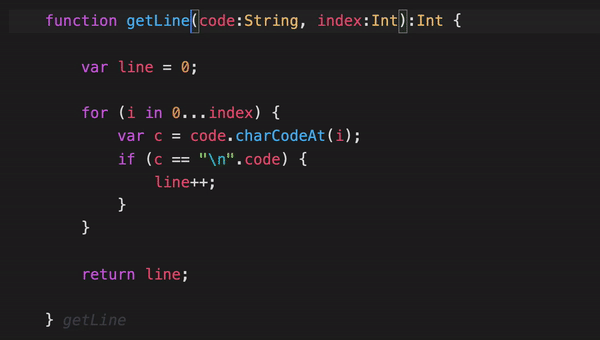 function getLine(code:String, index:Int):Int {
var line = 0;
for (i in 0...index) {
var c = code.charCodeAt(i);
if (c == "\n".code) {
line++;
}
}
return line;
} getLine